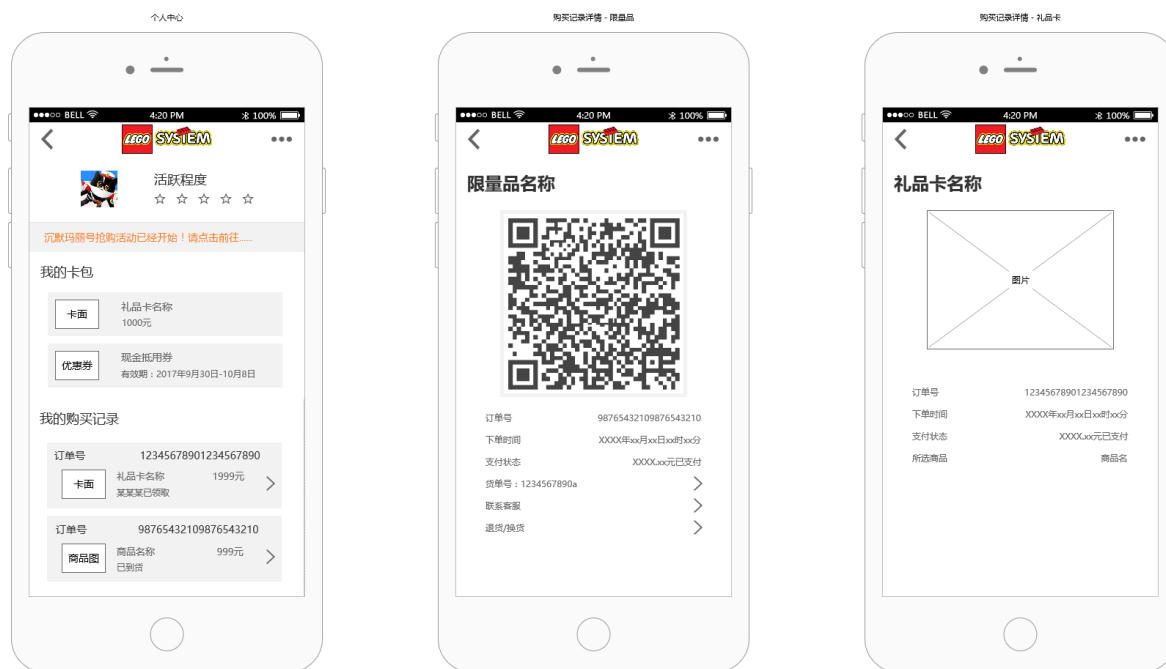 个人中心
●●●○○ BELL 4:20 PM 100%
LEGO SYSTEM
活跃程度
沉默玛丽号抢购活动已经开始！请点击前往......
我的卡包
卡面
礼品卡名称
1000元
优惠券
现金抵用券
有效期：2017年9月30日-10月8日
我的购买记录
订单号 12345678901234567890
卡面
礼品卡名称 1999元
某某某已领取
订单号 98765432109876543210
商品图
商品名称 999元
已到货
购买记录详情 - 限量品
●●●○○ BELL 4:20 PM 100%
LEGO SYSTEM
限量品名称
订单号 98765432109876543210
下单时间 XXXX年xx月xx日xx时xx分
支付状态 XXXX.xx元已支付
货单号：1234567890a
联系客服
退货/换货
购买记录详情 - 礼品卡
●●●○○ BELL 4:20 PM 100%
LEGO SYSTEM
礼品卡名称
图片
订单号 12345678901234567890
下单时间 XXXX年xx月xx日xx时xx分
支付状态 XXXX.xx元已支付
所选商品 商品名